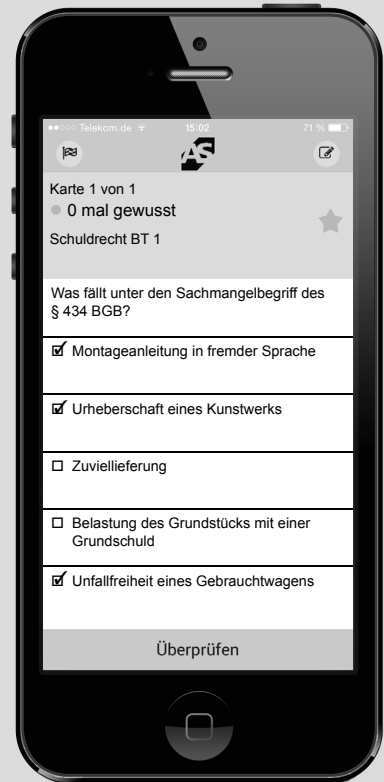 Telekom.de 15:02 71 %
AS
Karte 1 von 1
0 mal gewusst
Schuldrecht BT 1
Was fällt unter den Sachmangelbegriff des
§ 434 BGB?
Montageanleitung in fremder Sprache
Urheberschaft eines Kunstwerks
Zuviellieferung
Belastung des Grundstücks mit einer
Grundschuld
Unfallfreiheit eines Gebrauchtwagens
Überprüfen